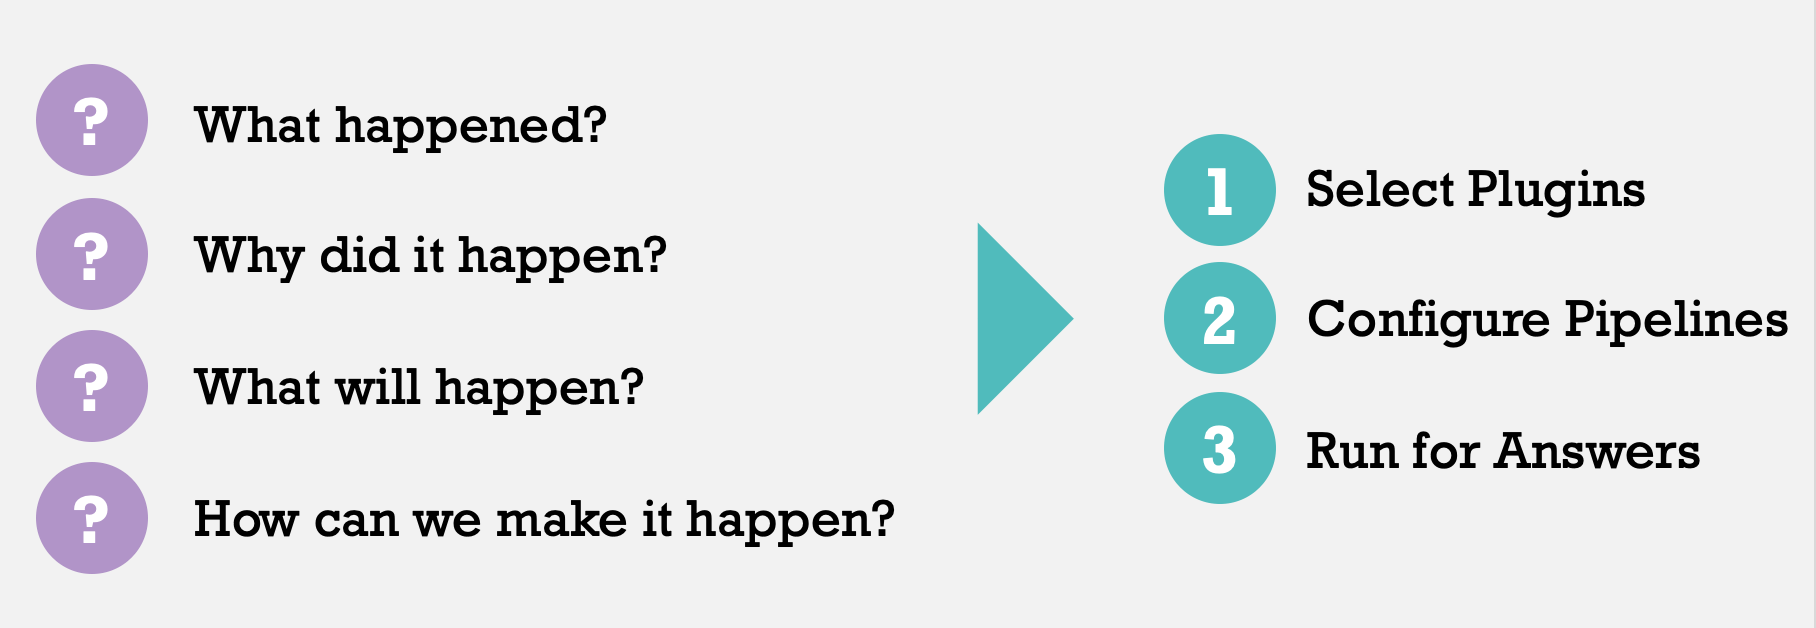 ? What happened?
? Why did it happen?
? What will happen?
? How can we make it happen?
1 Select Plugins
2 Configure Pipelines
3 Run for Answers